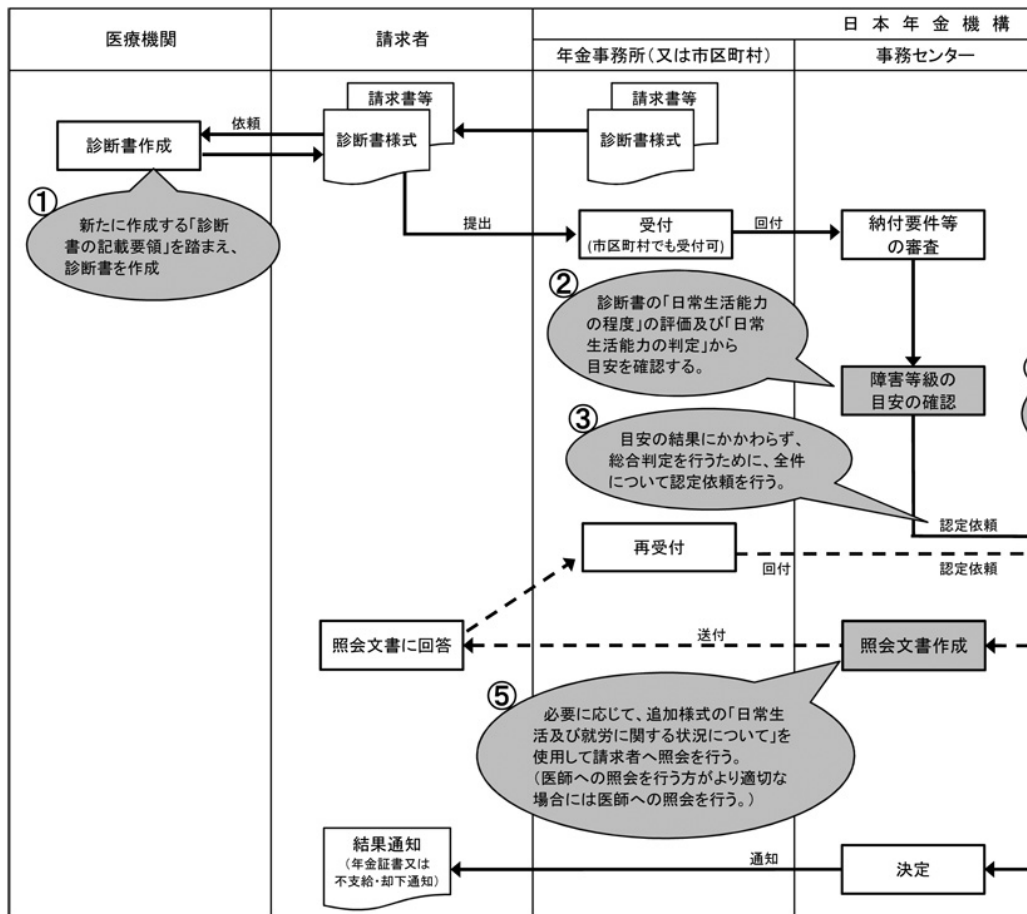 日本年金機構
医療機関
請求者
年金事務所(又は市区町村)
事務センター
請求書等
診断書様式
請求書等
診断書様式
依頼
診断書作成
①
新たに作成する「診断
書の記載要領」を踏まえ、
診断書を作成
提出
受付
(市区町村でも受付可)
回付
納付要件等
の審査
②
診断書の「日常生活能力
の程度」の評価及び「日常
生活能力の判定」から
目安を確認する。
障害等級の
目安の確認
③
目安の結果にかかわらず、
総合判定を行うために、全件
について認定依頼を行う。
認定依頼
再受付
回付
認定依頼
照会文書に回答
送付
照会文書作成
⑤
必要に応じて、追加様式の「日常生
活及び就労に関する状況について」を
使用して請求者へ照会を行う。
(医師への照会を行う方がより適切な
場合には医師への照会を行う。)
結果通知
(年金証書又は
不支給・却下通知)
通知
決定